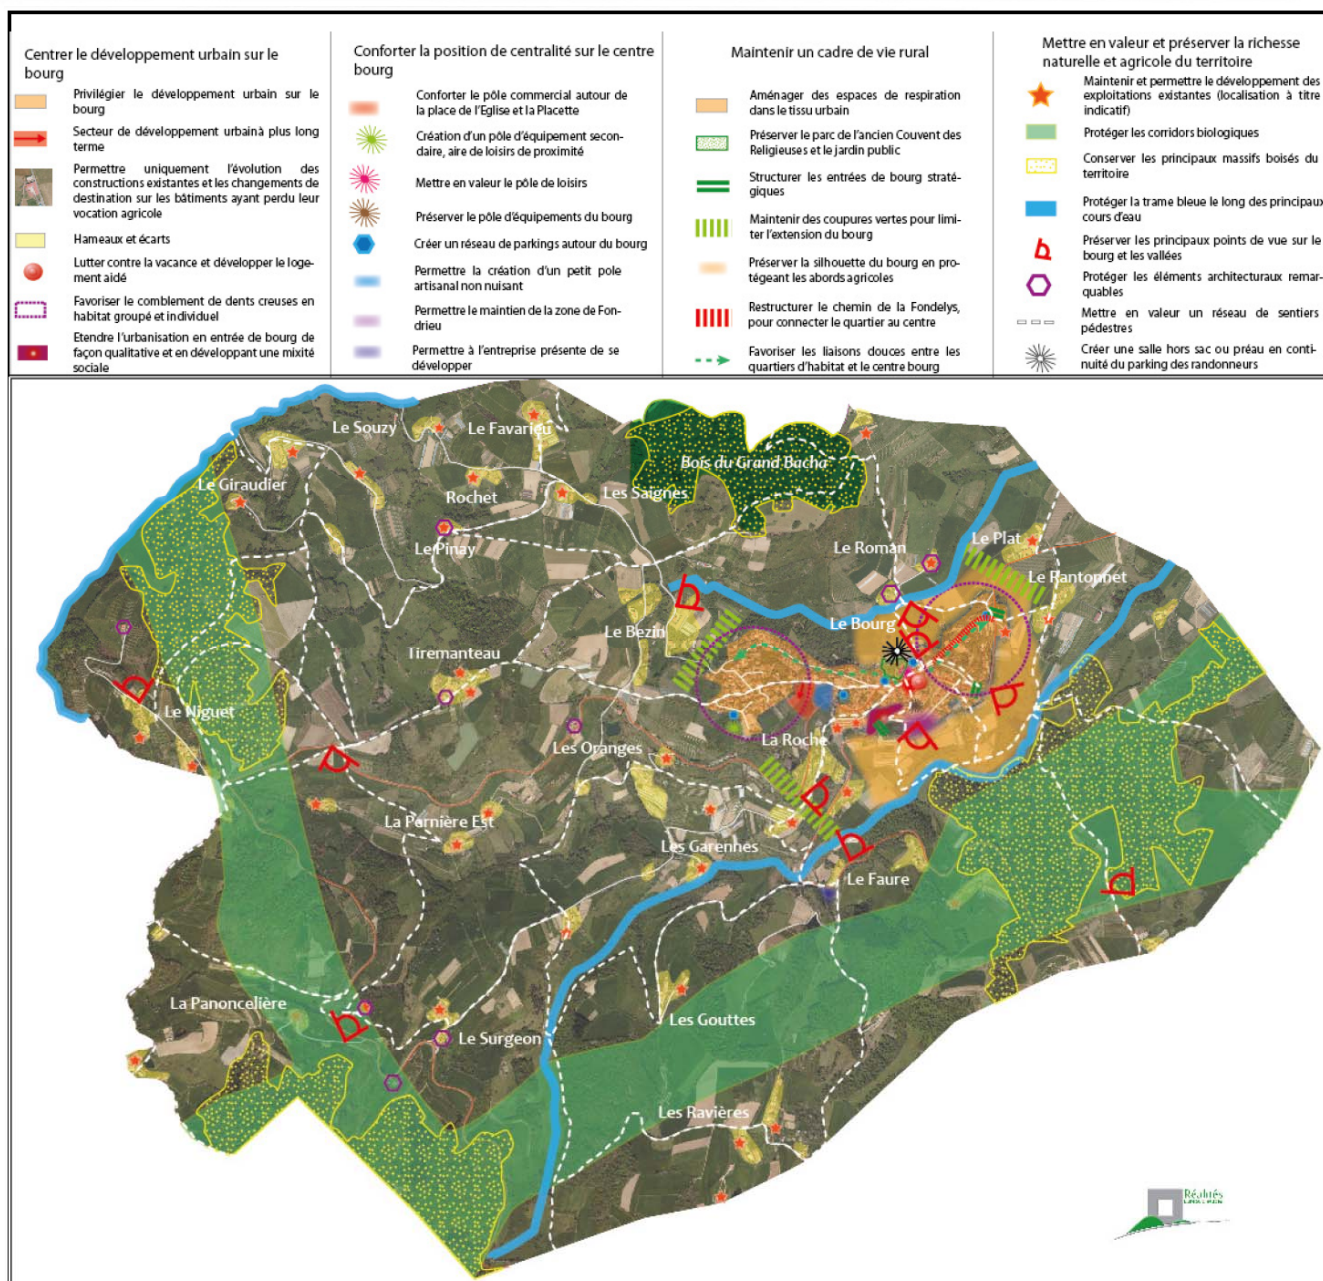 Centrer le développement urbain sur le
bourg
Privilégier le développement urbain sur le
bourg
Secteur de développement urbain à plus long
terme
Permettre uniquement l'évolution des
constructions existantes et les changements de
destination sur les bâtiments ayant perdu leur
vocation agricole
Hameaux et écarts
Lutter contre la vacance et développer le loge-
ment aidé
Favoriser le comblement de dents creuses en
habitat groupé et individuel
Etendre l'urbanisation en entrée de bourg de
façon qualitative et en développant une mixité
sociale
Conforter la position de centralité sur le centre
bourg
Conforter le pôle commercial autour de
la place de l'Eglise et la Placette
Création d'un pôle d'équipement secon-
daire, aire de loisirs de proximité
Mettre en valeur le pôle de loisirs
Préserver le pôle d'équipements du bourg
Créer un réseau de parkings autour du bourg
Permettre la création d'un petit pole
artisanal non nuisant
Permettre le maintien de la zone de Fon-
drieu
Permettre à l'entreprise présente de se
développer
Maintenir un cadre de vie rural
Aménager des espaces de respiration
dans le tissu urbain
Préserver le parc de l'ancien Couvent des
Religieuses et le jardin public
Structurer les entrées de bourg straté-
giques
Maintenir des coupures vertes pour limi-
ter l'extension du bourg
Préserver la silhouette du bourg en pro-
tégeant les abords agricoles
Restructurer le chemin de la Fondelys,
pour connecter le quartier au centre
Favoriser les liaisons douces entre les
quartiers d'habitat et le centre bourg
Mettre en valeur et préserver la richesse
naturelle et agricole du territoire
Maintenir et permettre le développement des
exploitations existantes (localisation à titre
indicatif)
Protéger les corridors biologiques
Conserver les principaux massifs boisés du
territoire
Protéger la trame bleue le long des principaux
cours d'eau
Préserver les principaux points de vue sur le
bourg et les vallées
Protéger les éléments architecturaux remar-
quables
Mettre en valeur un réseau de sentiers
pédestres
Créer une salle hors sac ou préau en conti-
nuité du parking des randonneurs
Le Souzy
Le Favarieu
Bois du Grand Bacha
Le Giraudier
Rochet
Les Saignes
Le Pinay
Le Roman
Le Plat
Le Rantonnet
Le Bezin
Le Bourg
Tiremanteau
Le Niguet
Les Oranges
La Roche
La Parnière Est
Les Garennes
Le Faure
La Panoncelière
Les Gouttes
Le Surgeon
Les Ravières
Réalités